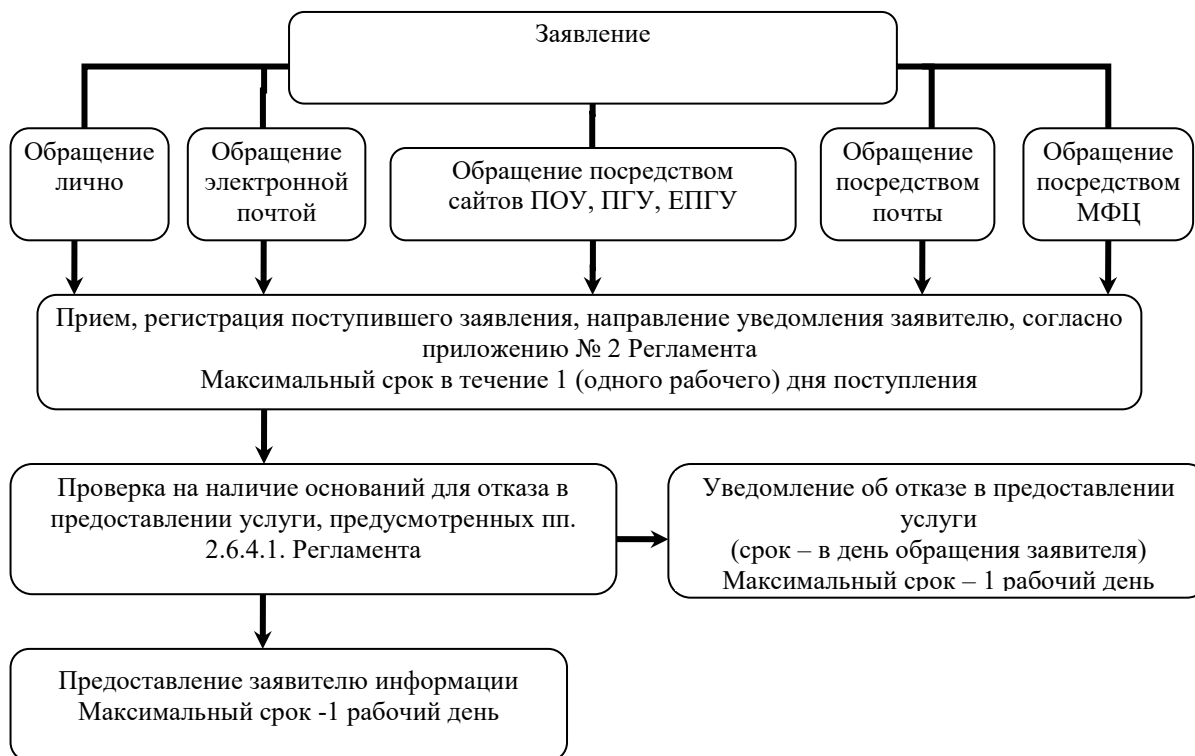 Заявление
Обращение
лично
Обращение
электронной
почтой
Обращение посредством
сайтов ПОУ, ПГУ, ЕПГУ
Обращение
посредством
почты
Обращение
посредством
МФЦ
Прием, регистрация поступившего заявления, направление уведомления заявителю, согласно
приложению № 2 Регламента
Максимальный срок в течение 1 (одного рабочего) дня поступления
Проверка на наличие оснований для отказа в
предоставлении услуги, предусмотренных пп.
2.6.4.1. Регламента
Уведомление об отказе в предоставлении
услуги
(срок – в день обращения заявителя)
Максимальный срок – 1 рабочий день
Предоставление заявителю информации
Максимальный срок -1 рабочий день